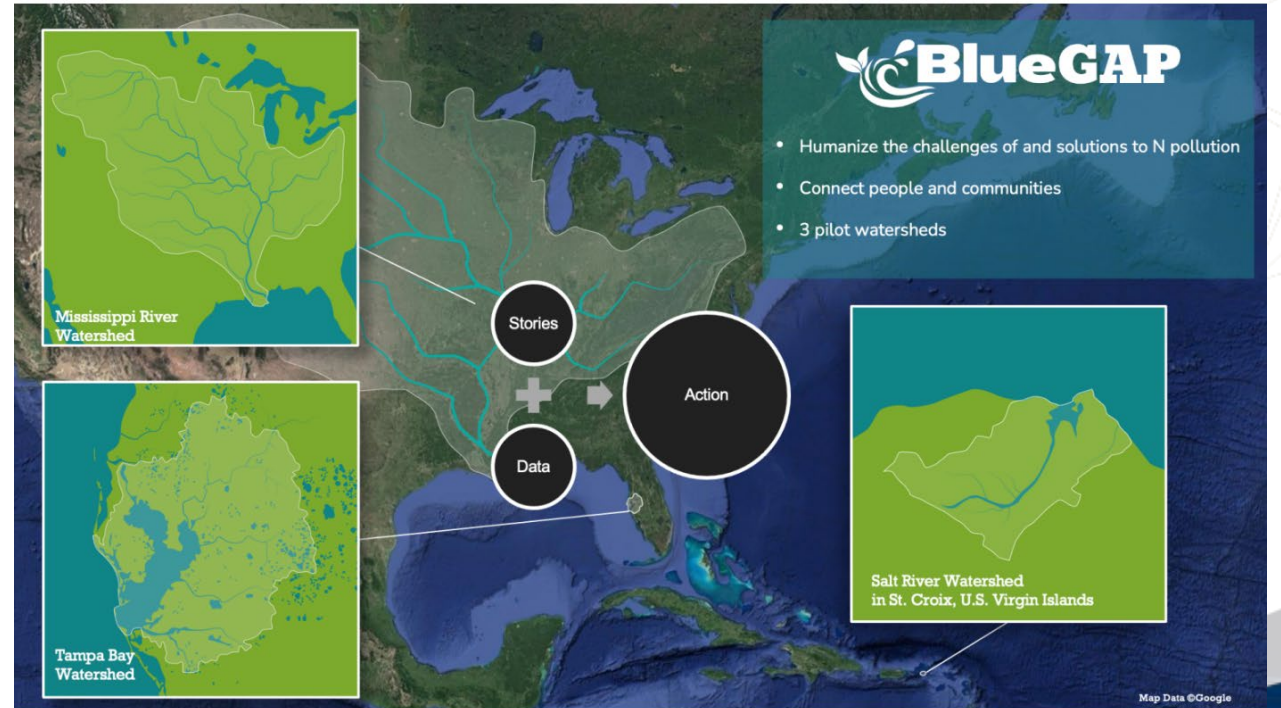 BlueGAP
• Humanize the challenges of and solutions to N pollution
• Connect people and communities
• 3 pilot watersheds
Mississippi River
Watershed
Stories
Data
Action
Tampa Bay
Watershed
Salt River Watershed
in St. Croix, U.S. Virgin Islands
Map Data ©Google